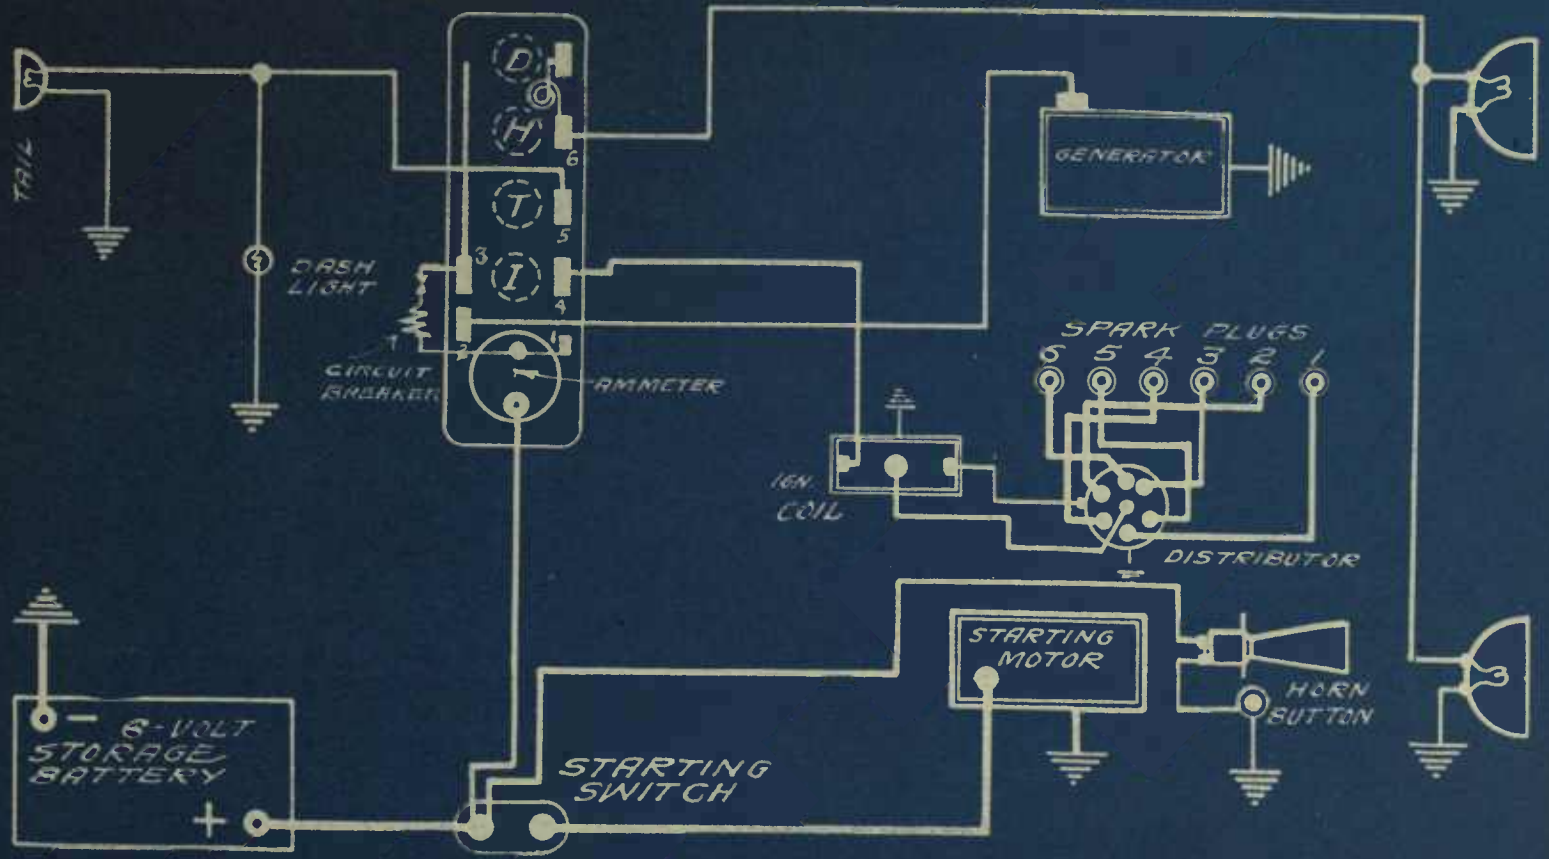 D
H
6
T
5
3
I
4
2
1
TAIL
DASH
LIGHT
CIRCUIT
BREAKER
AMMETER
GENERATOR
SPARK PLUGS
6 5 4 3 2 1
IGN.
COIL
DISTRIBUTOR
STARTING
MOTOR
HORN
BUTTON
- 6-VOLT
STORAGE
BATTERY
+
STARTING
SWITCH